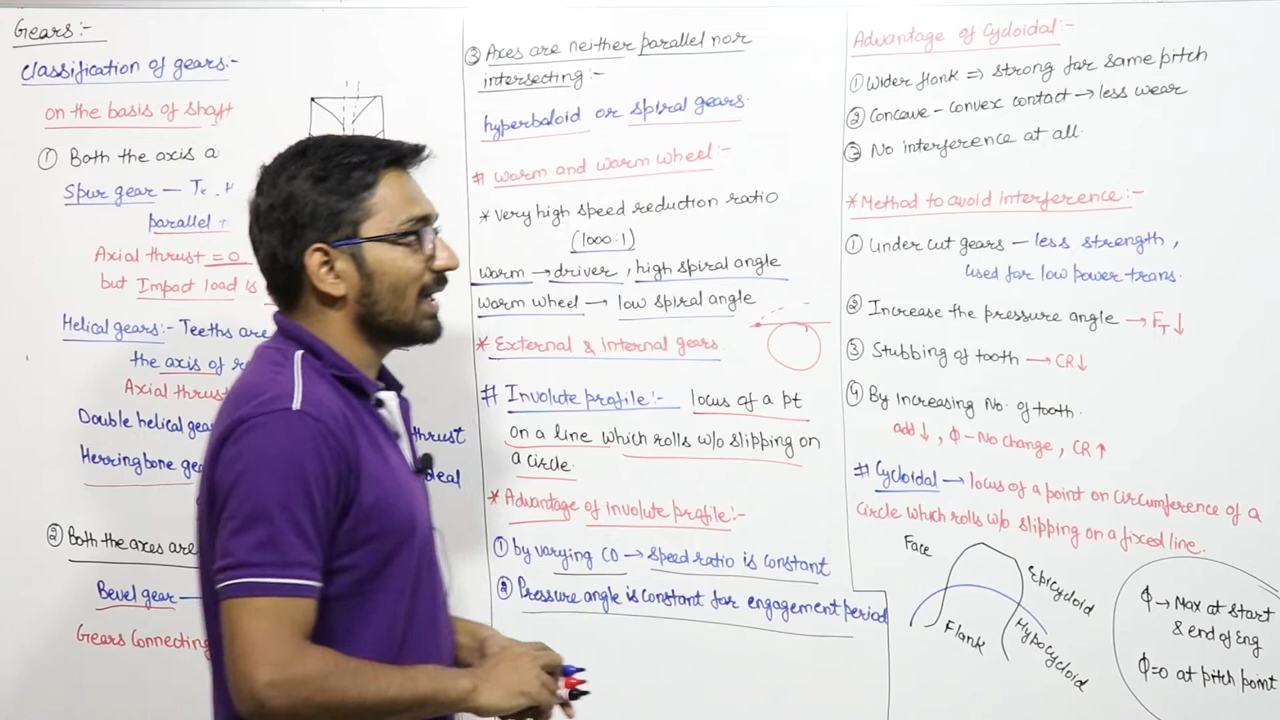 Gears:-
Classification of gears:-
on the basis of shaft
① Both the axis a
Spur gear — T
parallel
Axial thrust = 0
but Impact load is
Helical gears:- Teeths are
the axis of r
Axial thrust
Double helical gea
thrust
Herringbone ge
deal
② Both the axes are
Bevel gear —
Gears Connecting
③ Axes are neither parallel nor
intersecting:-
hyperbaloid or spiral gears.
# Worm and worm wheel:-
* Very high speed reduction ratio
(1000:1)
worm → driver, high spiral angle
worm wheel → low spiral angle
* External & Internal gears.
# Involute profile:- locus of a pt
on a line which rolls w/o slipping on
a circle.
* Advantage of involute profile:-
① by varying CD → speed ratio is constant
② Pressure angle is constant for engagement period
Advantage of Cycloidal:-
① Wider flank => strong for same pitch
② Concave - convex contact → less wear
③ No interference at all.
* Method to avoid Interference:-
① Under cut gears — less strength,
used for low power trans.
② Increase the pressure angle → F_T ↓
③ Stubbing of tooth → CR ↓
④ By increasing No. of tooth.
add ↓, Φ - No change, CR ↑
# Cycloidal → locus of a point on circumference of a
circle which rolls w/o slipping on a fixed line.
Face
Epicycloid
Flank
Hypocycloid
Φ → Max at start
& end of Eng
Φ=0 at pitch point